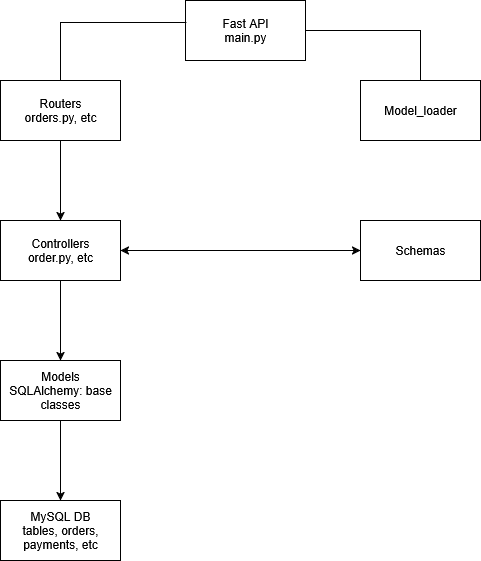 Fast API
main.py
Routers
orders.py, etc
Model_loader
Controllers
order.py, etc
Schemas
Models
SQLAlchemy: base
classes
MySQL DB
tables, orders,
payments, etc